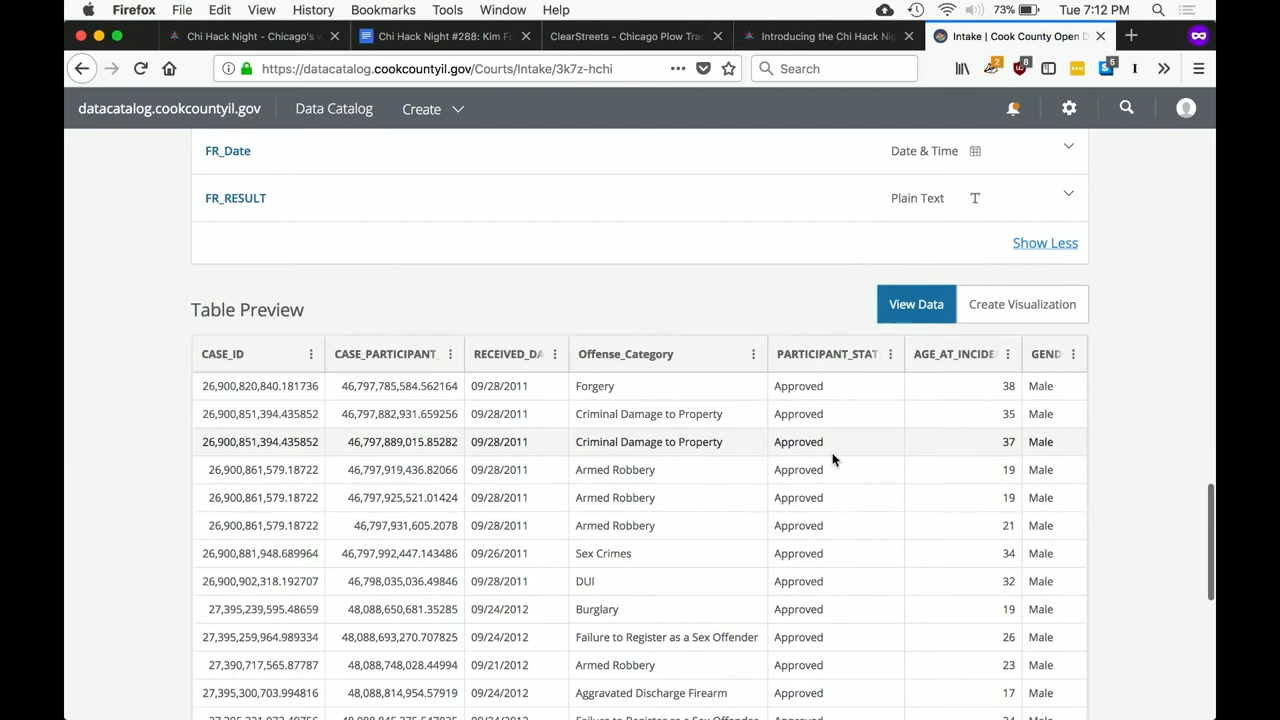 Firefox File Edit View History Bookmarks Tools Window Help 73% Tue 7:12 PM
Chi Hack Night - Chicago's v Chi Hack Night #288: Kim Fo ClearStreets - Chicago Plow Tra Introducing the Chi Hack Nig Intake | Cook County Open D
https://datacatalog.cookcountyil.gov/Courts/Intake/3k7z-hchi Search 2 8 5
datacatalog.cookcountyil.gov Data Catalog Create
FR_Date Date & Time
FR_RESULT Plain Text T
Show Less
Table Preview View Data Create Visualization
CASE_ID CASE_PARTICIPANT_ RECEIVED_DA Offense_Category PARTICIPANT_STAT AGE_AT_INCIDE GEND
26,900,820,840.181736 46,797,785,584.562164 09/28/2011 Forgery Approved 38 Male
26,900,851,394.435852 46,797,882,931.659256 09/28/2011 Criminal Damage to Property Approved 35 Male
26,900,851,394.435852 46,797,889,015.85282 09/28/2011 Criminal Damage to Property Approved 37 Male
26,900,861,579.18722 46,797,919,436.82066 09/28/2011 Armed Robbery Approved 19 Male
26,900,861,579.18722 46,797,925,521.01424 09/28/2011 Armed Robbery Approved 19 Male
26,900,861,579.18722 46,797,931,605.2078 09/28/2011 Armed Robbery Approved 21 Male
26,900,881,948.689964 46,797,992,447.143486 09/26/2011 Sex Crimes Approved 34 Male
26,900,902,318.192707 46,798,035,036.49846 09/28/2011 DUI Approved 32 Male
27,395,239,595.48659 48,088,650,681.35285 09/24/2012 Burglary Approved 19 Male
27,395,259,964.989334 48,088,693,270.707825 09/24/2012 Failure to Register as a Sex Offender Approved 26 Male
27,390,717,565.87787 48,088,748,028.44994 09/21/2012 Armed Robbery Approved 23 Male
27,395,300,703.994816 48,088,814,954.57919 09/24/2012 Aggravated Discharge Firearm Approved 17 Male